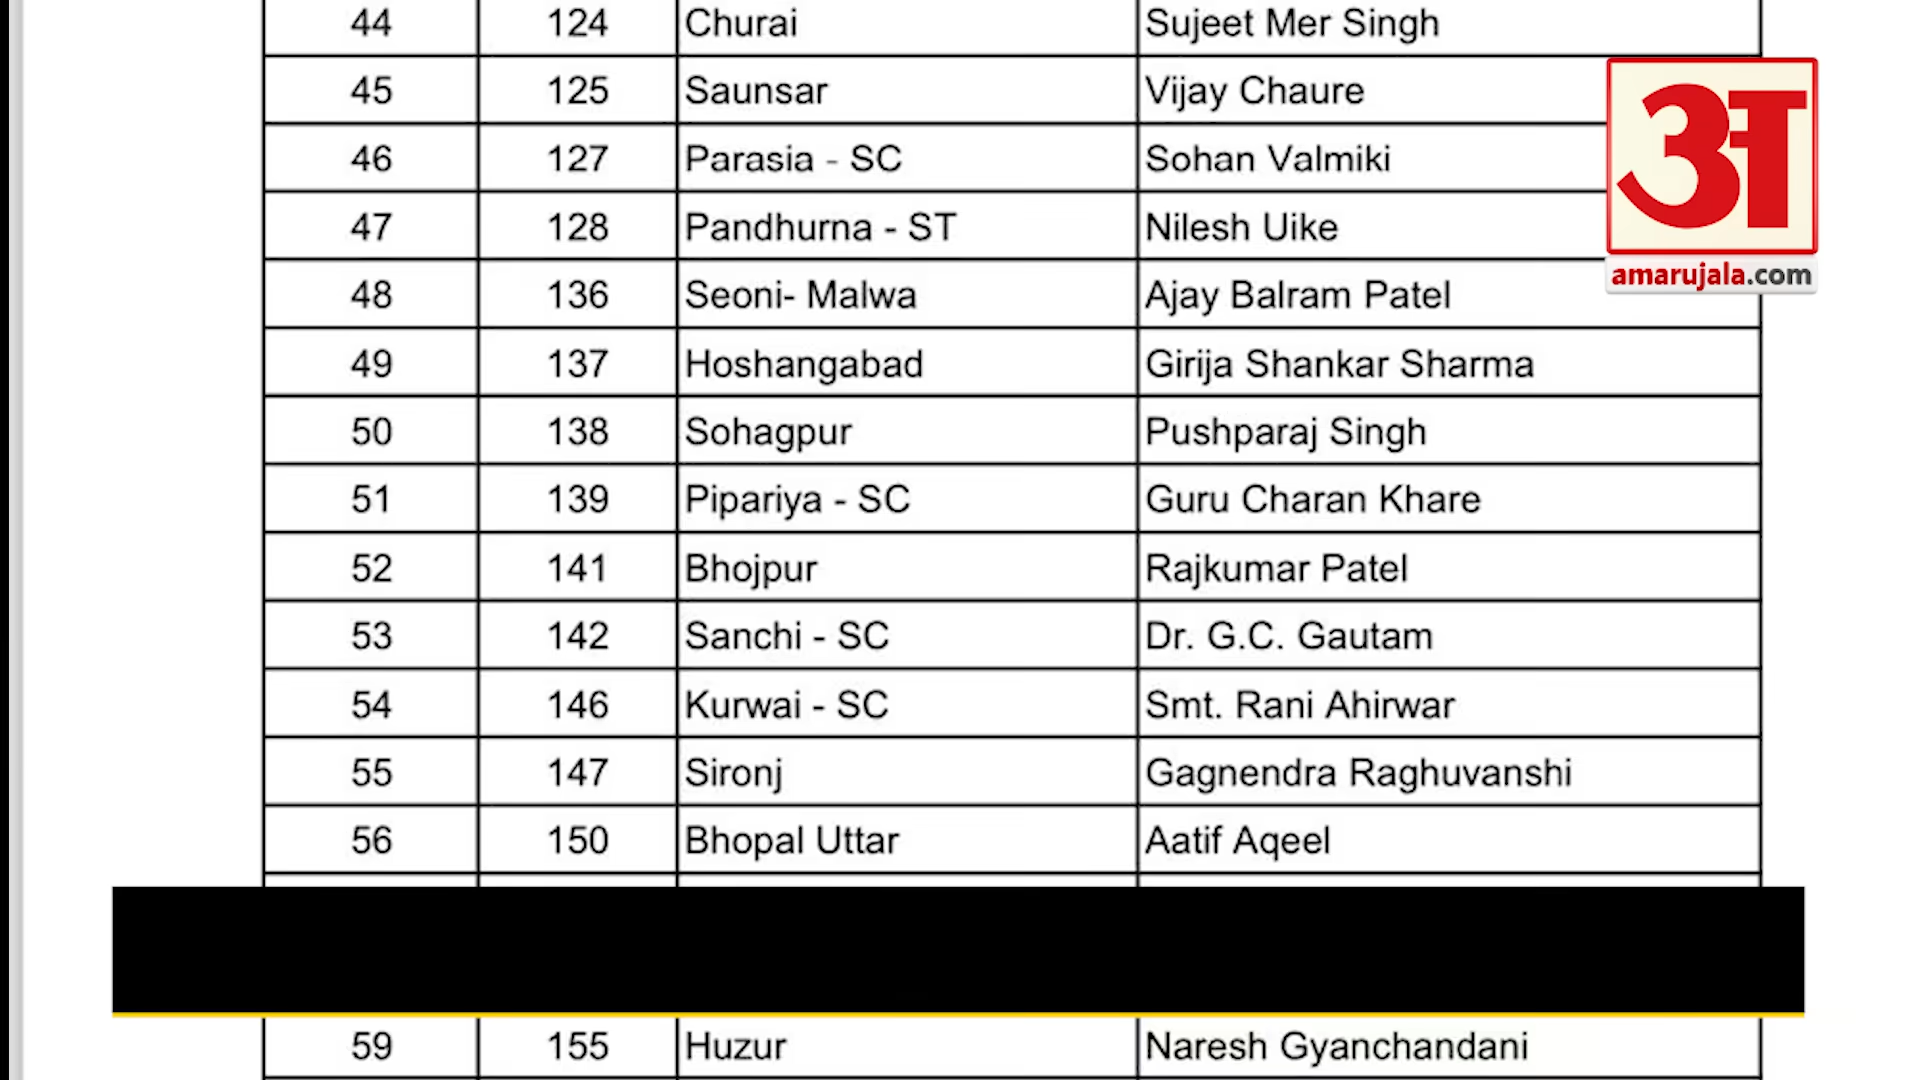 44 124 Churai Sujeet Mer Singh
45 125 Saunsar Vijay Chaure
46 127 Parasia - SC Sohan Valmiki
47 128 Pandhurna - ST Nilesh Uike
48 136 Seoni- Malwa Ajay Balram Patel
49 137 Hoshangabad Girija Shankar Sharma
50 138 Sohagpur Pushparaj Singh
51 139 Pipariya - SC Guru Charan Khare
52 141 Bhojpur Rajkumar Patel
53 142 Sanchi - SC Dr. G.C. Gautam
54 146 Kurwai - SC Smt. Rani Ahirwar
55 147 Sironj Gagnendra Raghuvanshi
56 150 Bhopal Uttar Aatif Aqeel
59 155 Huzur Naresh Gyanchandani
अ
amarujala.com